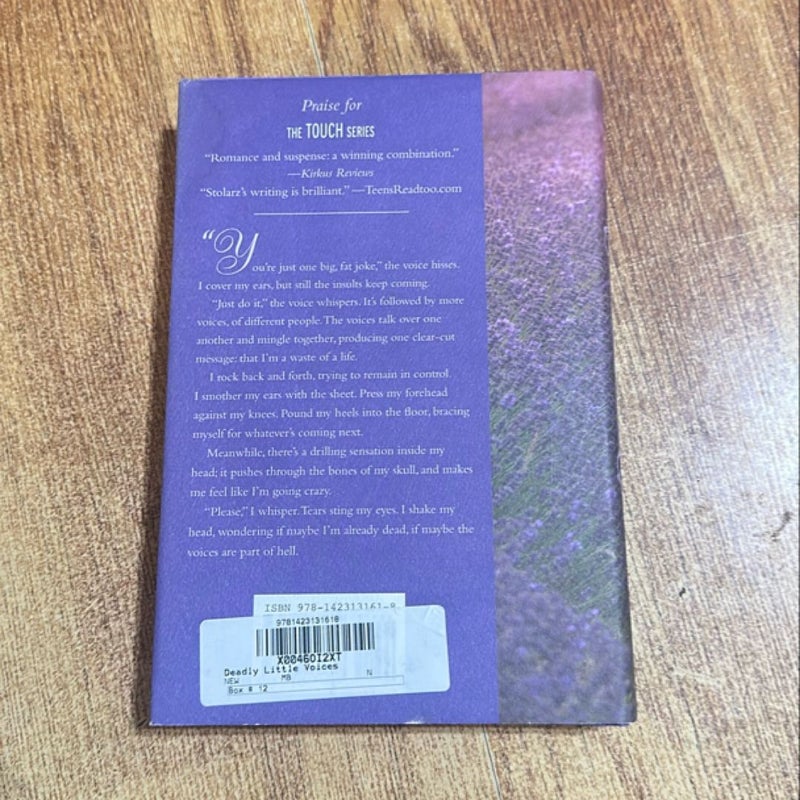 Praise for
THE TOUCH SERIES
“Romance and suspense: a winning combination.”
—Kirkus Reviews
“Stolarz’s writing is brilliant.”—TeensReadtoo.com
“You’re just one big, fat joke,” the voice hisses.
I cover my ears, but still the insults keep coming.
“Just do it,” the voice whispers. It’s followed by more
voices, of different people. The voices talk over one
another and mingle together, producing one clear-cut
message: that I’m a waste of a life.
I rock back and forth, trying to remain in control.
I smother my ears with the sheet. Press my forehead
against my knees. Pound my heels into the floor, bracing
myself for whatever’s coming next.
Meanwhile, there’s a drilling sensation inside my
head; it pushes through the bones of my skull, and makes
me feel like I’m going crazy.
“Please,” I whisper. Tears sting my eyes. I shake my
head, wondering if maybe I’m already dead, if maybe the
voices are part of hell.
ISBN 978-142313161-8
9781423131618
X0046OI2XT
Deadly Little Voices
NEW MB N
Box # 12